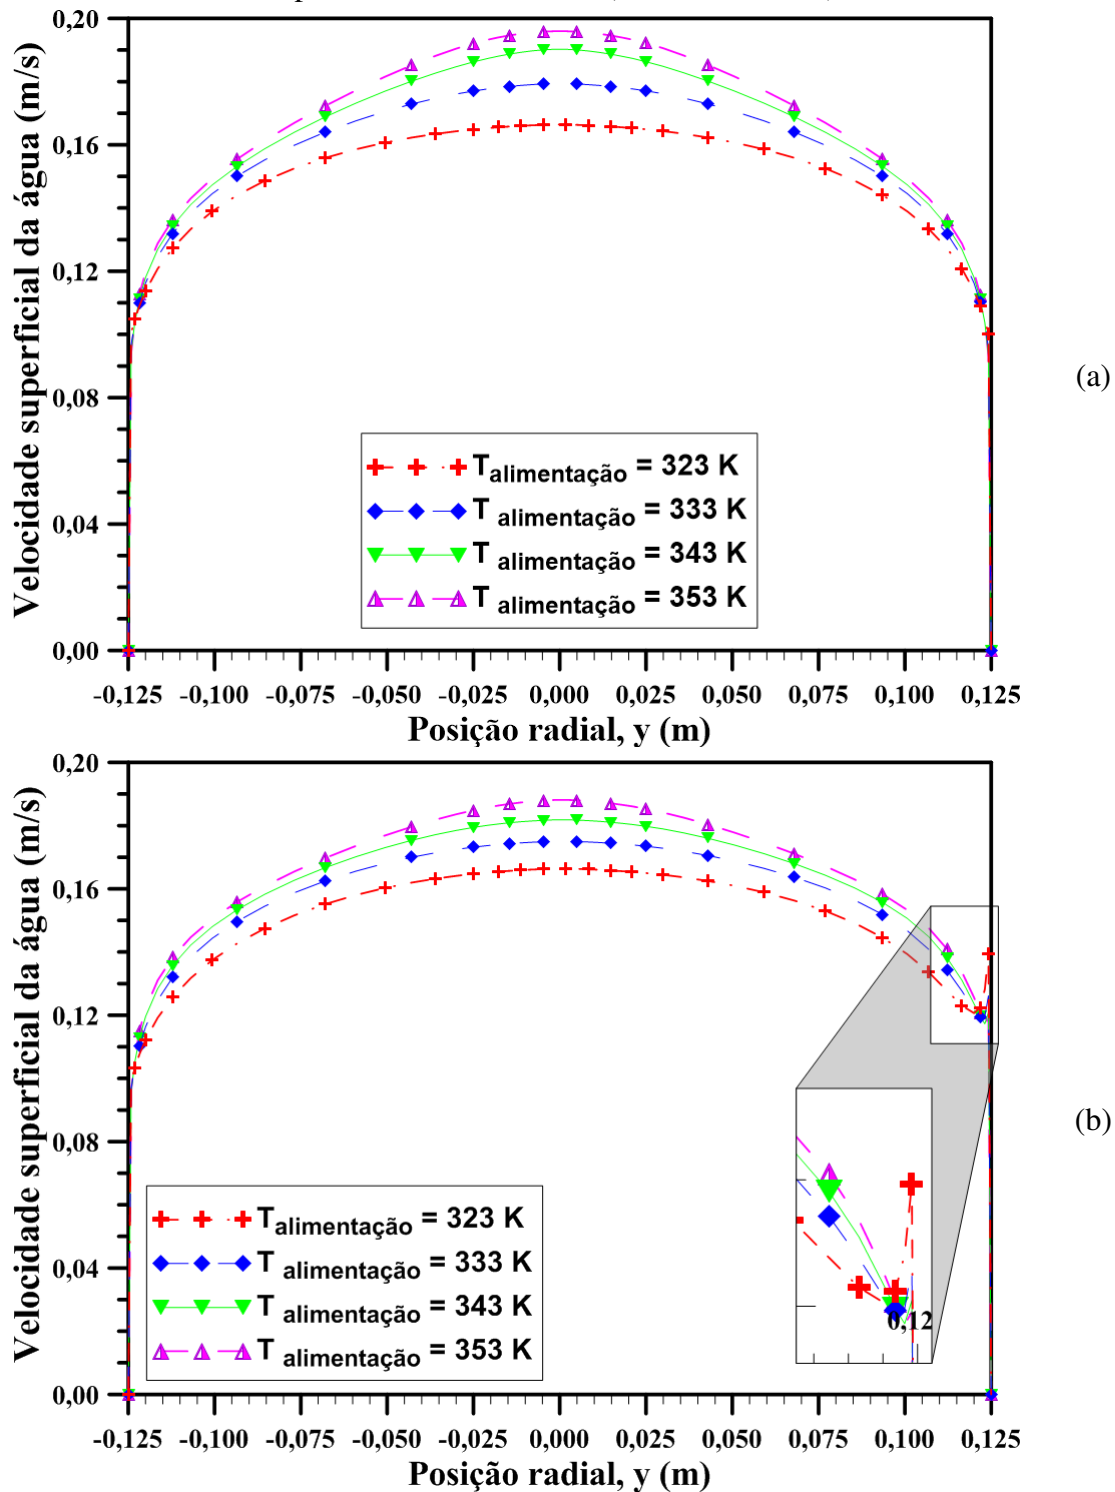 0,20
0,16
0,12
0,08
0,04
0,00
Velocidade superficial da água (m/s)
T alimentação = 323 K
T alimentação = 333 K
T alimentação = 343 K
T alimentação = 353 K
(a)
-0,125 -0,100 -0,075 -0,050 -0,025 0,000 0,025 0,050 0,075 0,100 0,125
Posição radial, y (m)
0,20
0,16
0,12
0,08
0,04
0,00
Velocidade superficial da água (m/s)
0,12
T alimentação = 323 K
T alimentação = 333 K
T alimentação = 343 K
T alimentação = 353 K
(b)
-0,125 -0,100 -0,075 -0,050 -0,025 0,000 0,025 0,050 0,075 0,100 0,125
Posição radial, y (m)